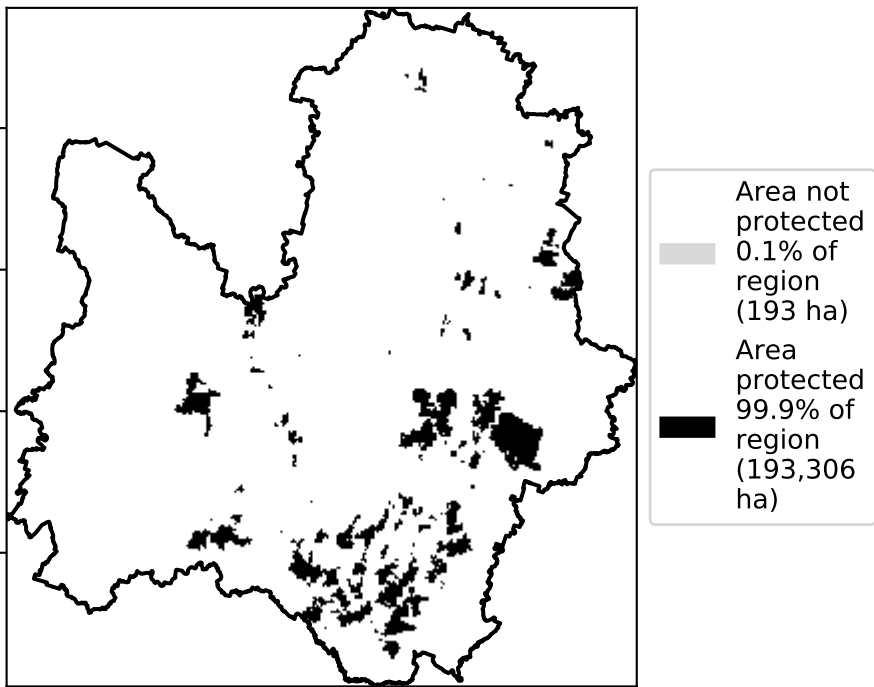 Area not
protected
0.1% of
region
(193 ha)
Area
protected
99.9% of
region
(193,306
ha)